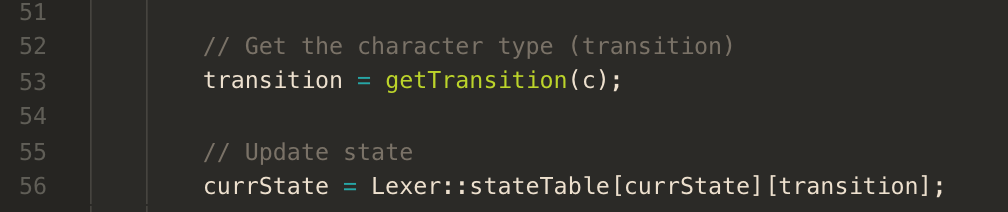 51
52 // Get the character type (transition)
53 transition = getTransition(c);
54
55 // Update state
56 currState = Lexer::stateTable[currState][transition];